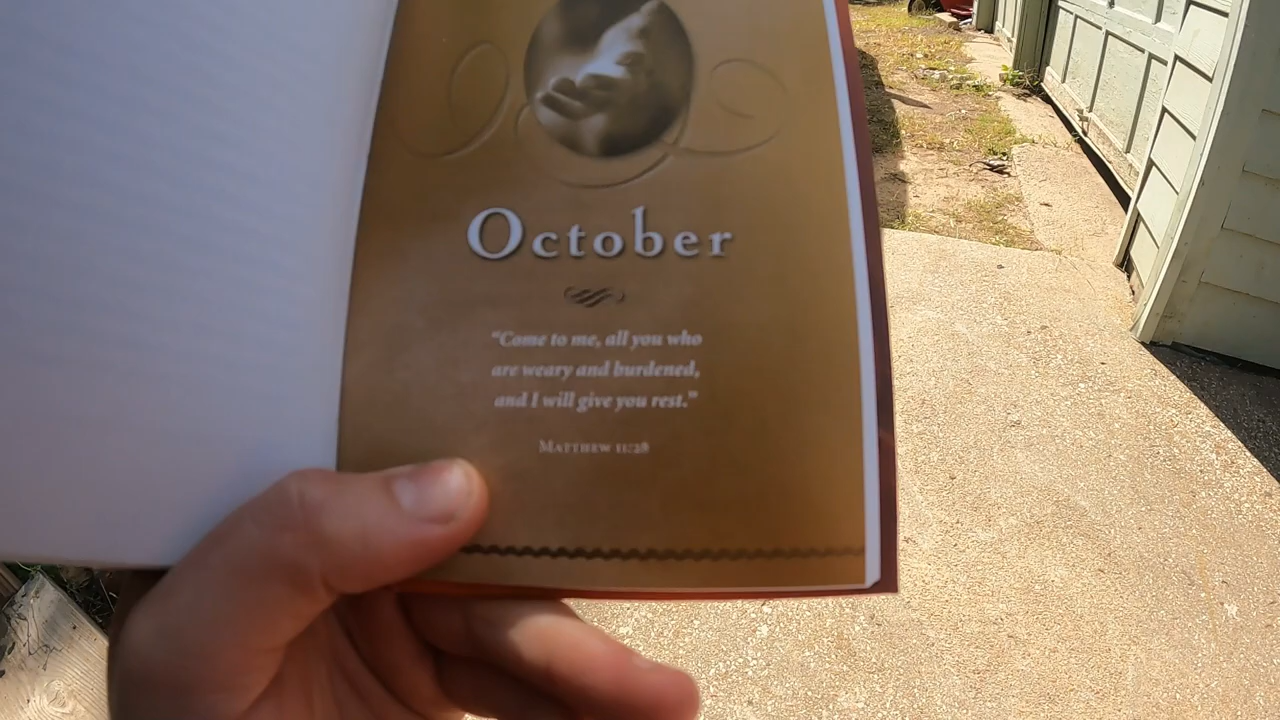 October
"Come to me, all you who
are weary and burdened,
and I will give you rest."
Matthew 11:28